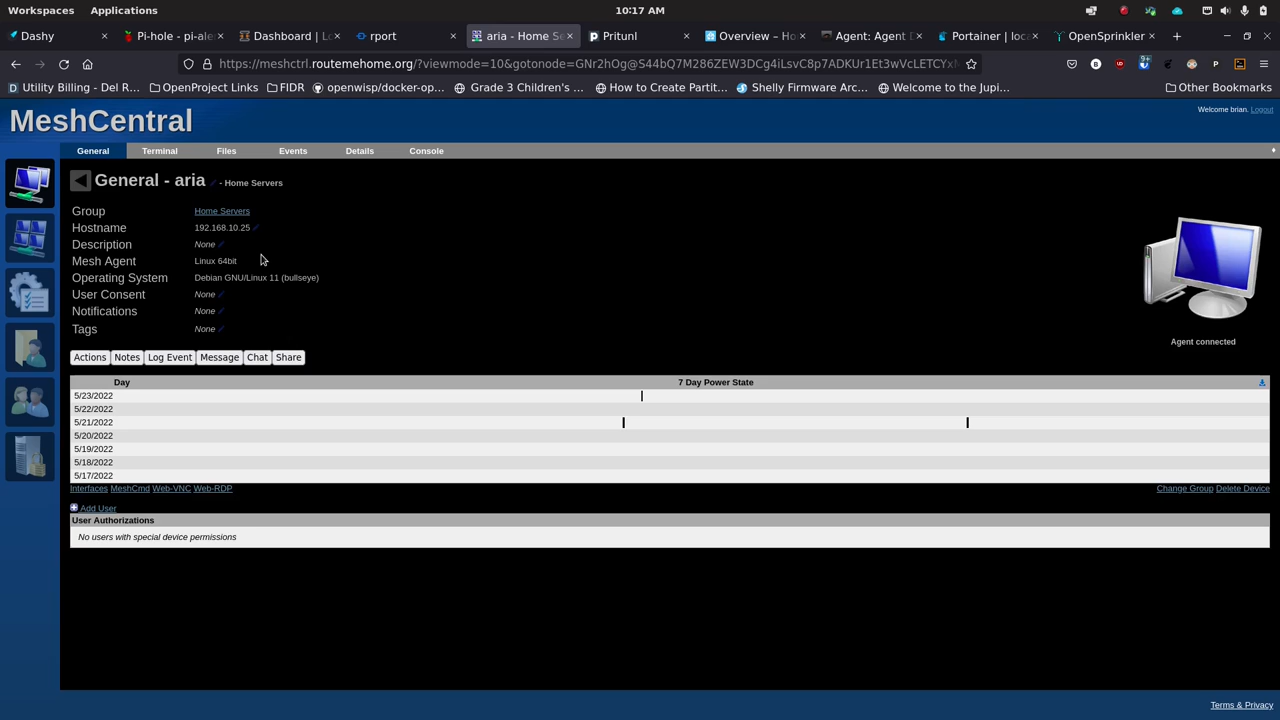 Workspaces Applications 10:17 AM
Dashy Pi-hole - pi-ale Dashboard | Lo rport aria - Home Se Pritunl Overview – Ho Agent: Agent D Portainer | loca OpenSprinkler
https://meshctrl.routemehome.org/?viewmode=10&gotonode=GNr2hOg@S44bQ7M286ZEW3DCg4iLsvC8p7ADKUr1Et3wVcLETCYxM
Utility Billing - Del R... OpenProject Links FIDR openwisp/docker-op... Grade 3 Children's ... How to Create Partit... Shelly Firmware Arc... Welcome to the Jupi... Other Bookmarks
MeshCentral
Welcome brian. Logout
General Terminal Files Events Details Console
General - aria - Home Servers
Group Home Servers
Hostname 192.168.10.25
Description None
Mesh Agent Linux 64bit
Operating System Debian GNU/Linux 11 (bullseye)
User Consent None
Notifications None
Tags None
Agent connected
Actions Notes Log Event Message Chat Share
Day 7 Day Power State
5/23/2022
5/22/2022
5/21/2022
5/20/2022
5/19/2022
5/18/2022
5/17/2022
Interfaces MeshCmd Web-VNC Web-RDP Change Group Delete Device
Add User
User Authorizations
No users with special device permissions
Terms & Privacy